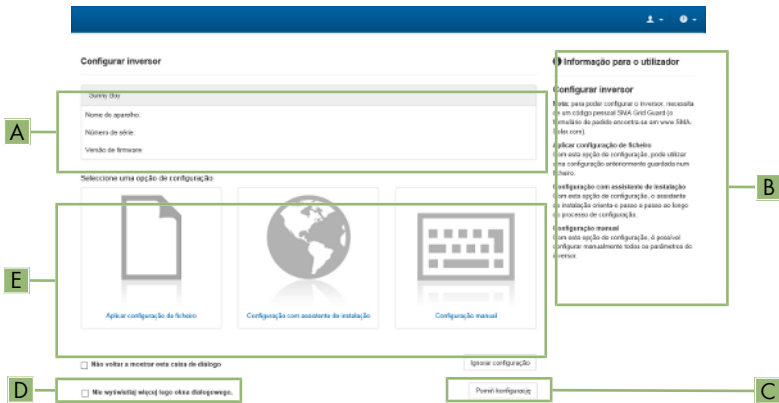 Configurar inversor
Sunny Boy
Nome do aparelho:
Número de série:
Versão de firmware:
A
Seleccione uma opção de configuração
Aplicar configuração de ficheiro
Configuração com assistente de instalação
Configuração manual
E
Não voltar a mostrar esta caixa de diálogo
Ignorar configuração
D
Nie wyświetlaj więcej tego okna dialogowego.
Pomiń konfigurację
C
Informação para o utilizador
Configurar inversor
Nota: para poder configurar o inversor, necessita
de um código pessoal SMA Grid Guard (o
formulário de pedido encontra-se em www.SMA-
Solar.com).
Aplicar configuração de ficheiro
Com esta opção de configuração, pode utilizar
uma configuração anteriormente guardada num
ficheiro.
Configuração com assistente de instalação
Com esta opção de configuração, o assistente
de instalação orienta-o passo a passo ao longo
do processo de configuração.
Configuração manual
Com esta opção de configuração, é possível
configurar manualmente todos os parâmetros do
inversor.
B